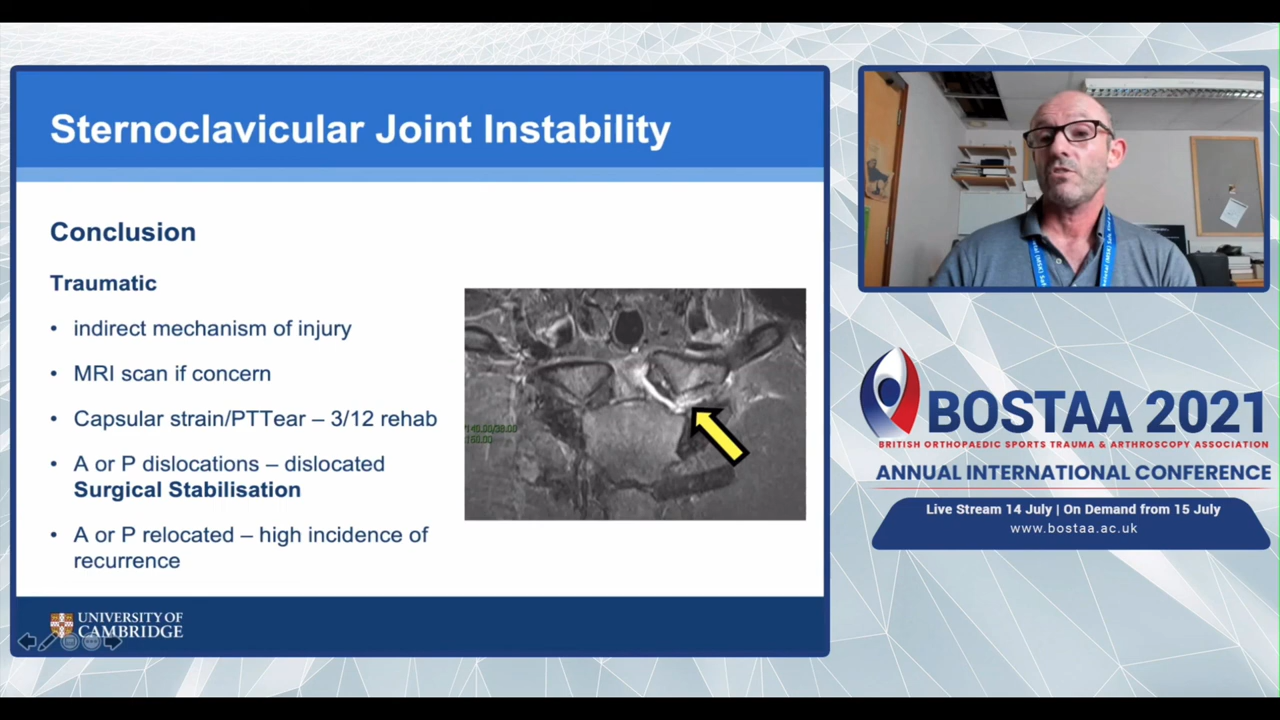 Sternoclavicular Joint Instability
Conclusion
Traumatic
• indirect mechanism of injury
• MRI scan if concern
• Capsular strain/PTTear – 3/12 rehab
• A or P dislocations – dislocated
Surgical Stabilisation
• A or P relocated – high incidence of
recurrence
UNIVERSITY OF
CAMBRIDGE
BOSTAA 2021
BRITISH ORTHOPAEDIC SPORTS TRAUMA & ARTHROSCOPY ASSOCIATION
ANNUAL INTERNATIONAL CONFERENCE
Live Stream 14 July | On Demand from 15 July
www.bostaa.ac.uk